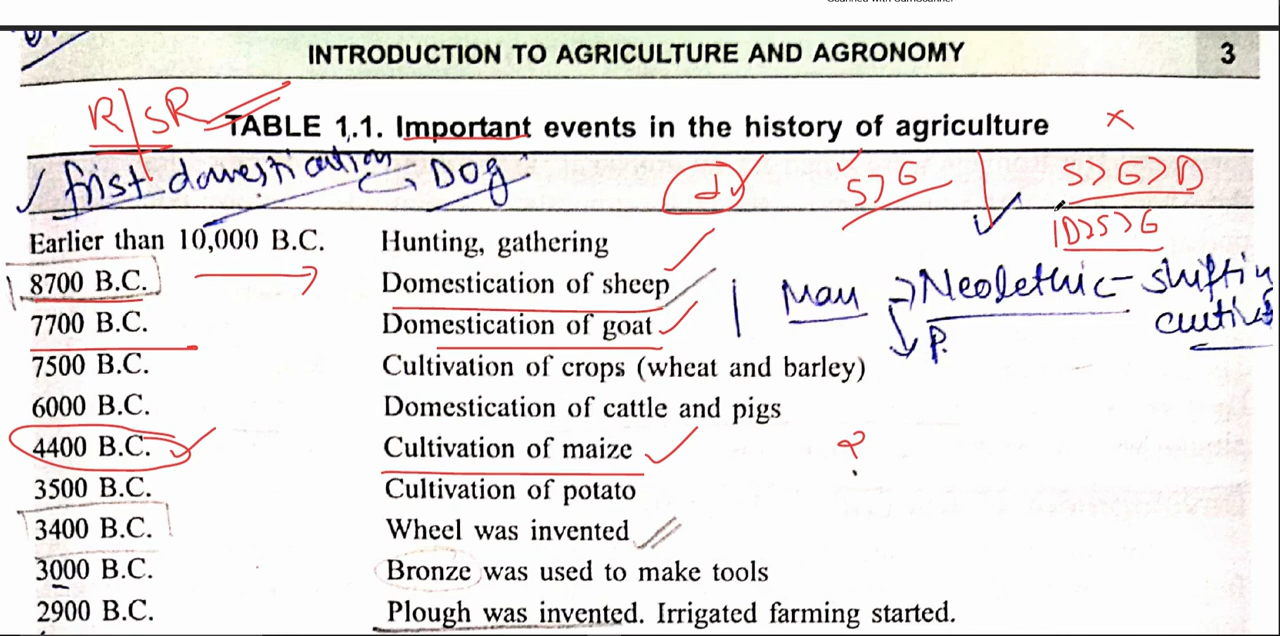 INTRODUCTION TO AGRICULTURE AND AGRONOMY 3
R/SR
TABLE 1.1. Important events in the history of agriculture
frist domestication → Dog
S>G
S>G>D
D>S>G
Earlier than 10,000 B.C. Hunting, gathering
8700 B.C. Domestication of sheep
7700 B.C. Domestication of goat
Man → Neolethic - shiftin
P.
7500 B.C. Cultivation of crops (wheat and barley)
6000 B.C. Domestication of cattle and pigs
4400 B.C. Cultivation of maize ?
3500 B.C. Cultivation of potato
3400 B.C. Wheel was invented
3000 B.C. Bronze was used to make tools
2900 B.C. Plough was invented. Irrigated farming started.